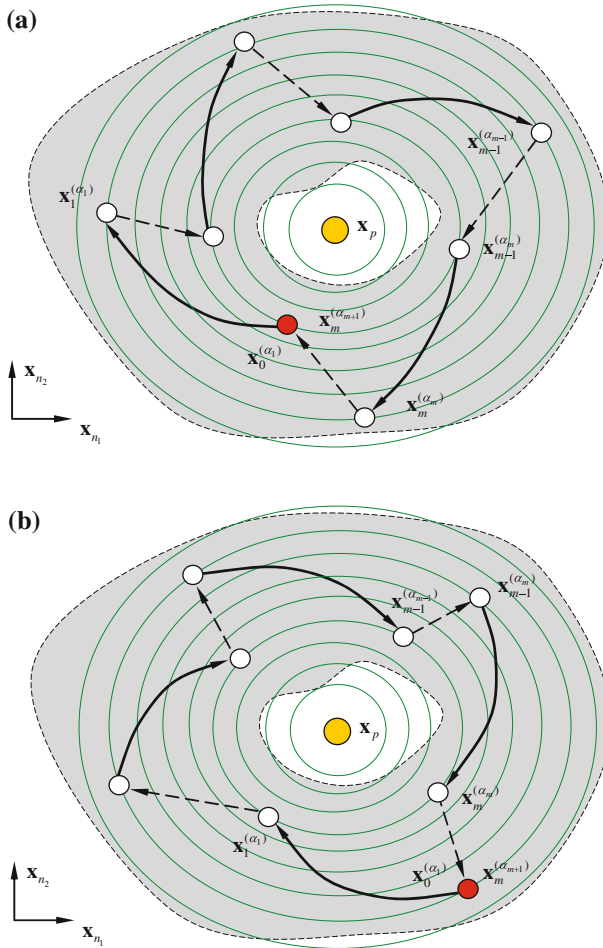 (a)
x_{m-1}^{(α_{m-1})}
x_1^{(α_1)}
x_p
x_{m-1}^{(α_m)}
x_m^{(α_{m+1})}
x_0^{(α_1)}
x_{n_2}
x_m^{(α_m)}
x_{n_1}
(b)
x_{m-1}^{(α_{m-1})}
x_{m-1}^{(α_m)}
x_p
x_m^{(α_m)}
x_1^{(α_1)}
x_0^{(α_1)}
x_m^{(α_{m+1})}
x_{n_2}
x_{n_1}